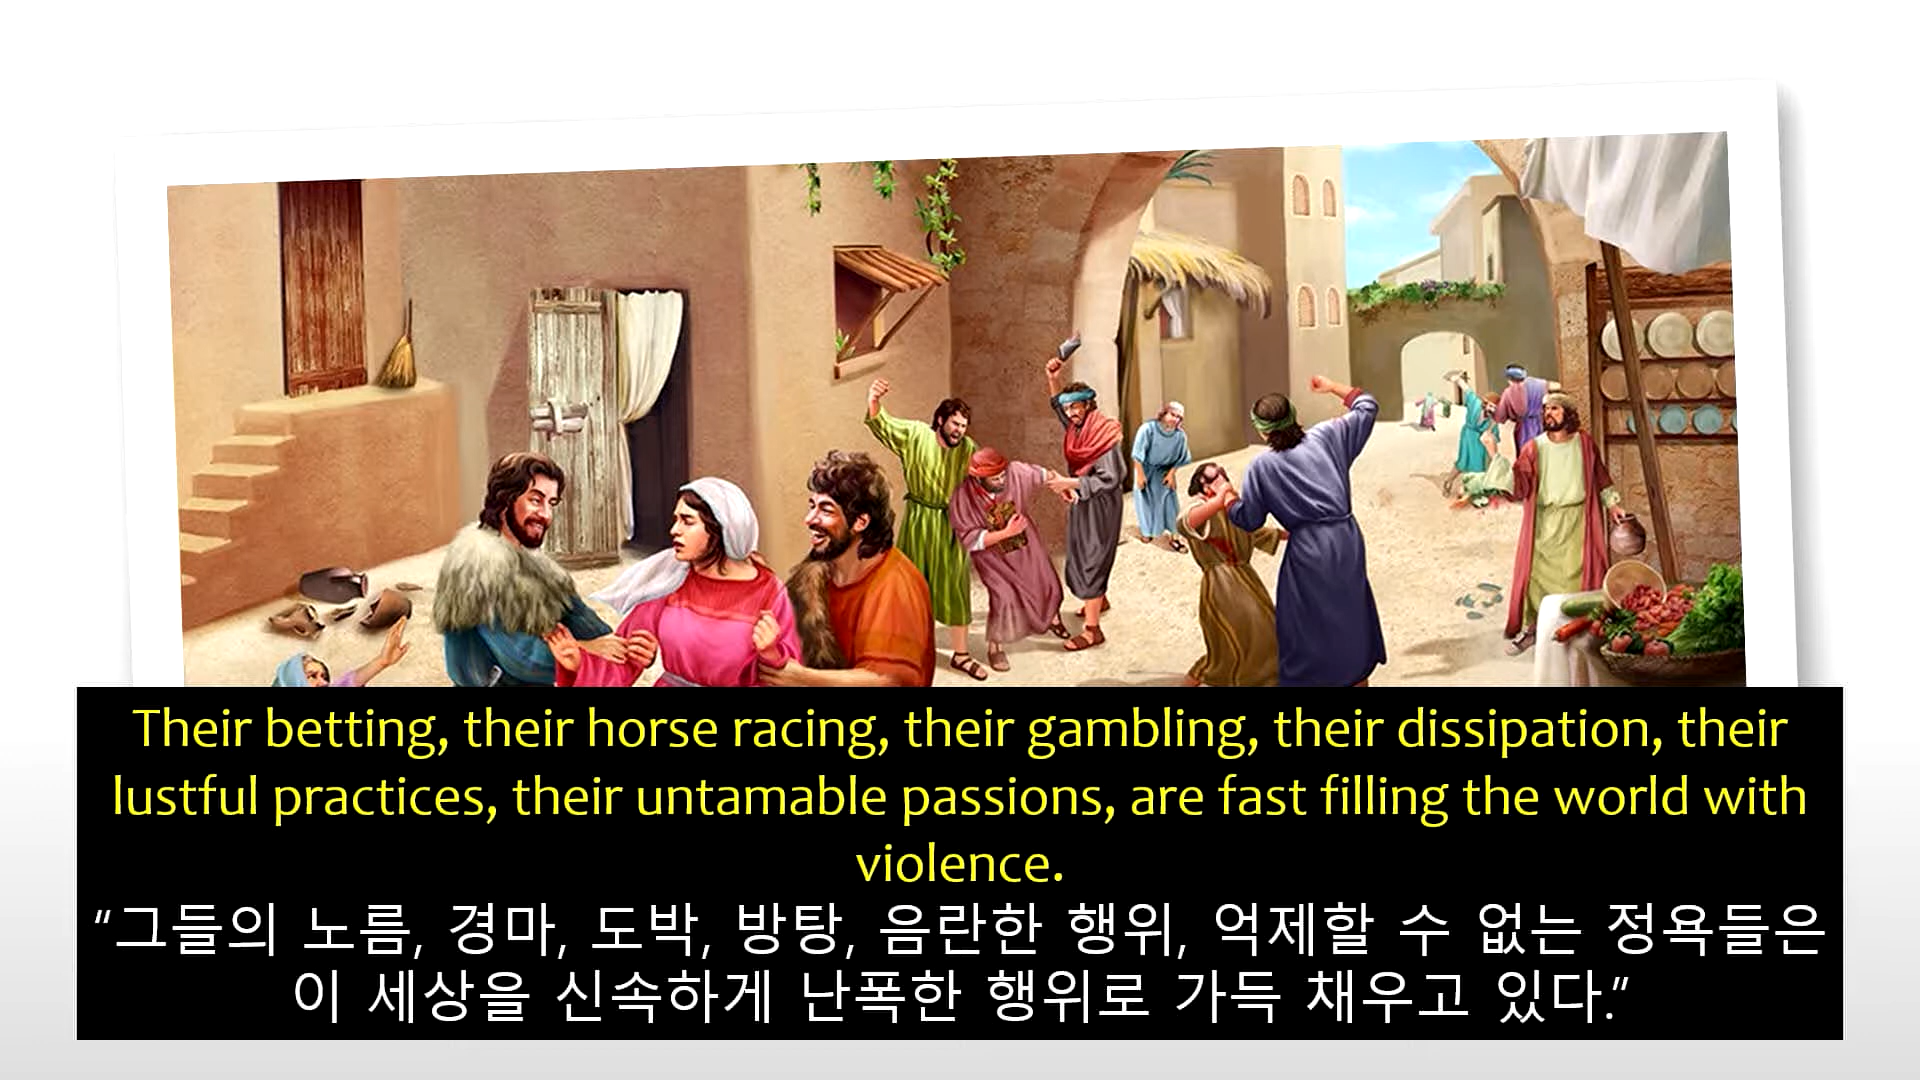 Their betting, their horse racing, their gambling, their dissipation, their
lustful practices, their untamable passions, are fast filling the world with
violence.
“그들의 노름, 경마, 도박, 방탕, 음란한 행위, 억제할 수 없는 정욕들은
이 세상을 신속하게 난폭한 행위로 가득 채우고 있다.”